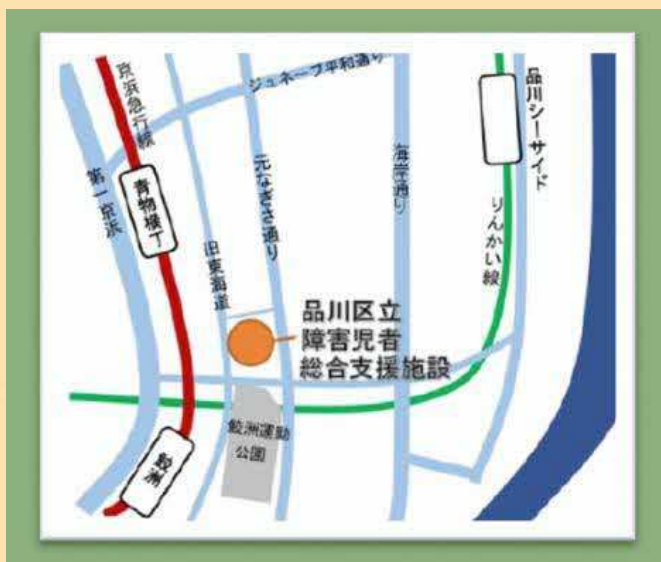 京浜急行線
ジュネーブ平和通り
品川シーサイド
第一京浜
青物横丁
元なぎさ通り
海岸通り
りんかい線
旧東海道
品川区立
障害児者
総合支援施設
鮫洲運動
公園
鮫洲